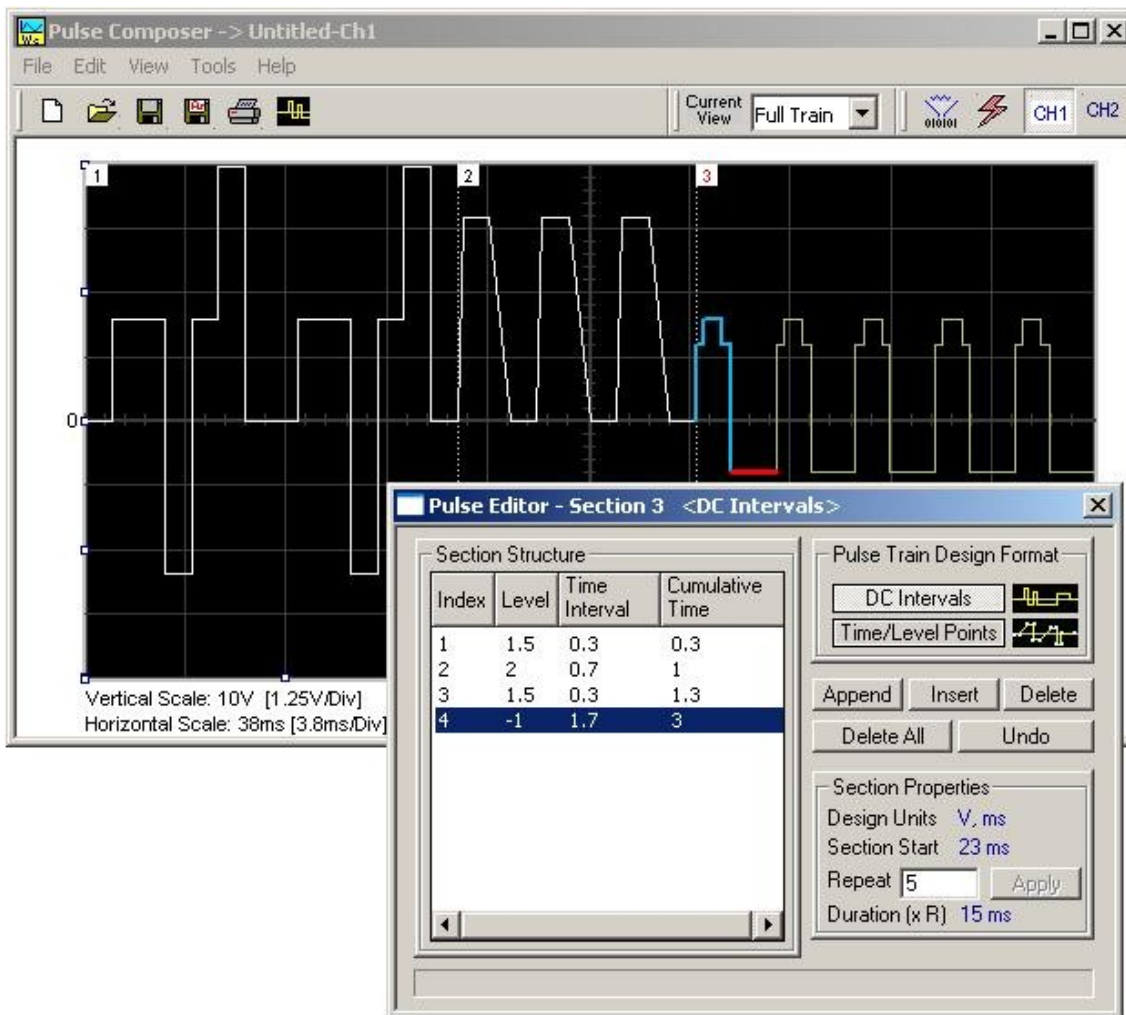 Pulse Composer -> Untitled-Ch1
File Edit View Tools Help
Current View Full Train CH1 CH2
1 2 3
0
Vertical Scale: 10V [1.25V/Div]
Horizontal Scale: 38ms [3.8ms/Div]
Pulse Editor - Section 3 <DC Intervals>
Section Structure
Index Level Time Interval Cumulative Time
1 1.5 0.3 0.3
2 2 0.7 1
3 1.5 0.3 1.3
4 -1 1.7 3
Pulse Train Design Format
DC Intervals
Time/Level Points
Append Insert Delete
Delete All Undo
Section Properties
Design Units V, ms
Section Start 23 ms
Repeat 5 Apply
Duration (x R) 15 ms